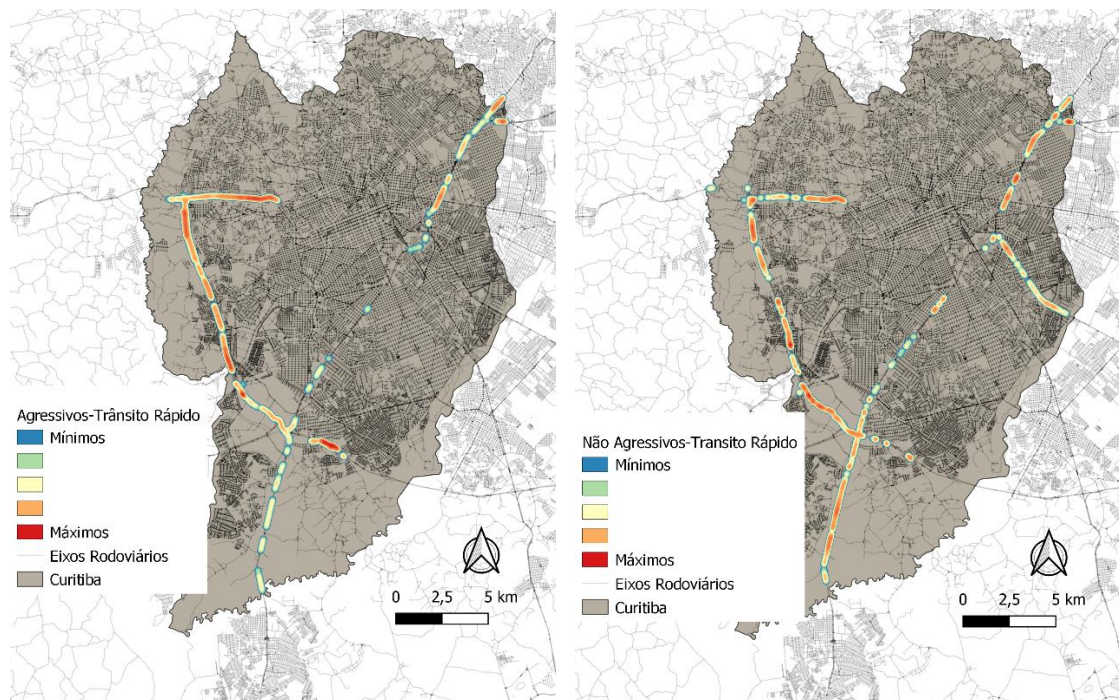 Agressivos-Trânsito Rápido
Mínimos
Máximos
Eixos Rodoviários
Curitiba
0 2,5 5 km
Não Agressivos-Transito Rápido
Mínimos
Máximos
Eixos Rodoviários
Curitiba
0 2,5 5 km